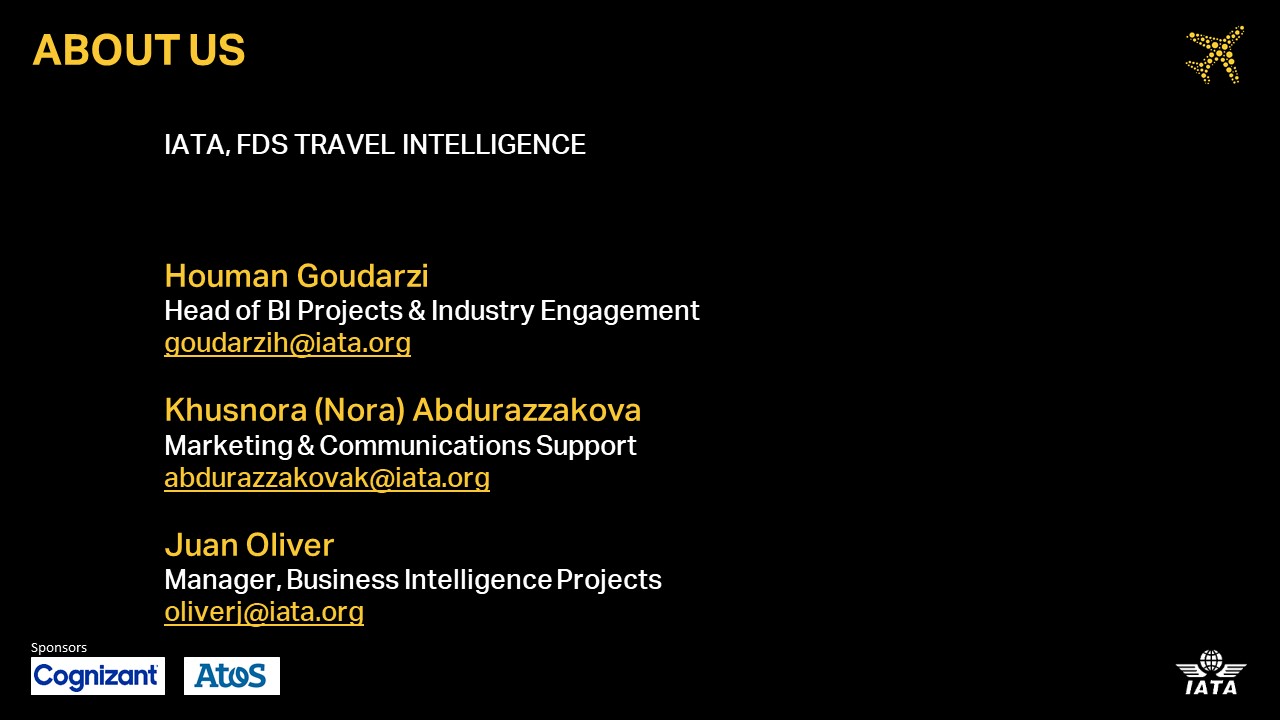 ABOUT US
IATA, FDS TRAVEL INTELLIGENCE
Houman Goudarzi
Head of BI Projects & Industry Engagement
goudarzih@iata.org
Khusnora (Nora) Abdurazzakova
Marketing & Communications Support
abdurazzakovak@iata.org
Juan Oliver
Manager, Business Intelligence Projects
oliverj@iata.org
Sponsors
Cognizant
Atos
IATA